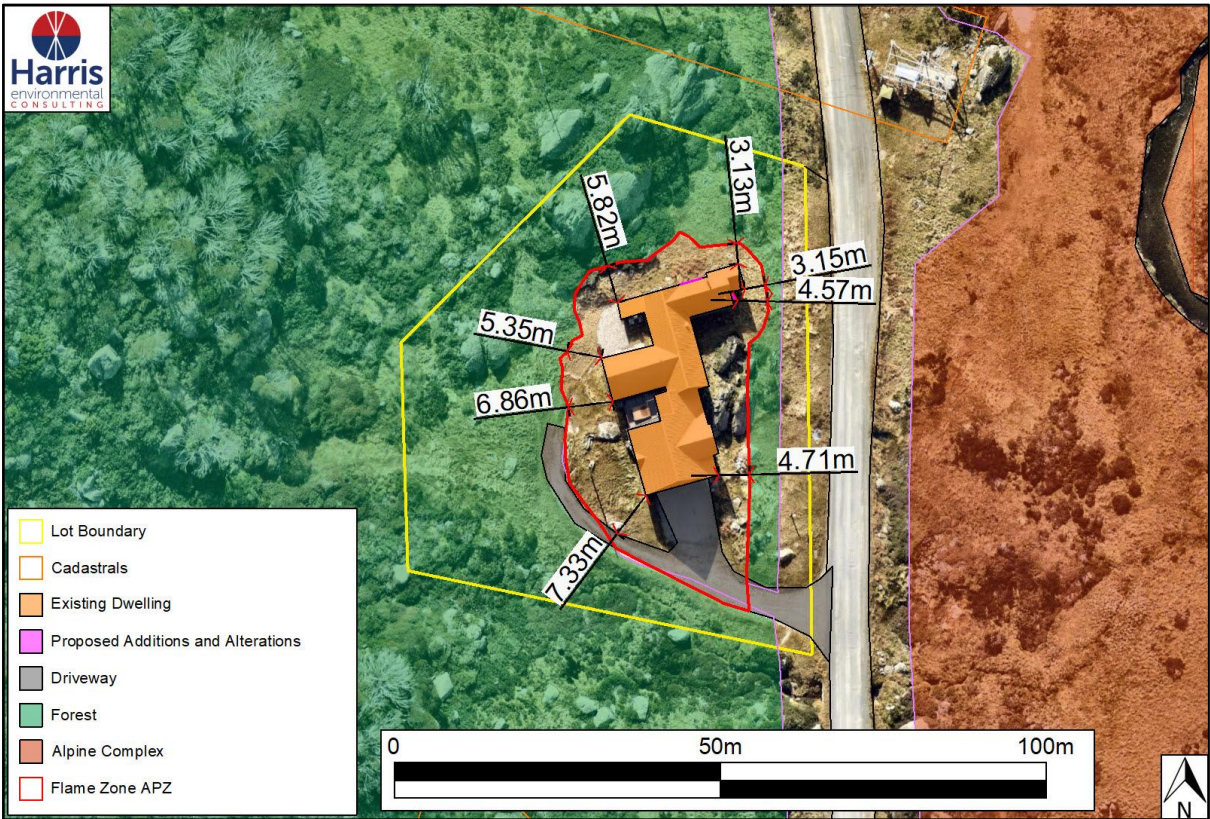 Harris
environmental
CONSULTING
3.13m
5.82m
3.15m
4.57m
5.35m
6.86m
4.71m
7.33m
Lot Boundary
Cadastrals
Existing Dwelling
Proposed Additions and Alterations
Driveway
Forest
Alpine Complex
Flame Zone APZ
0 50m 100m
N